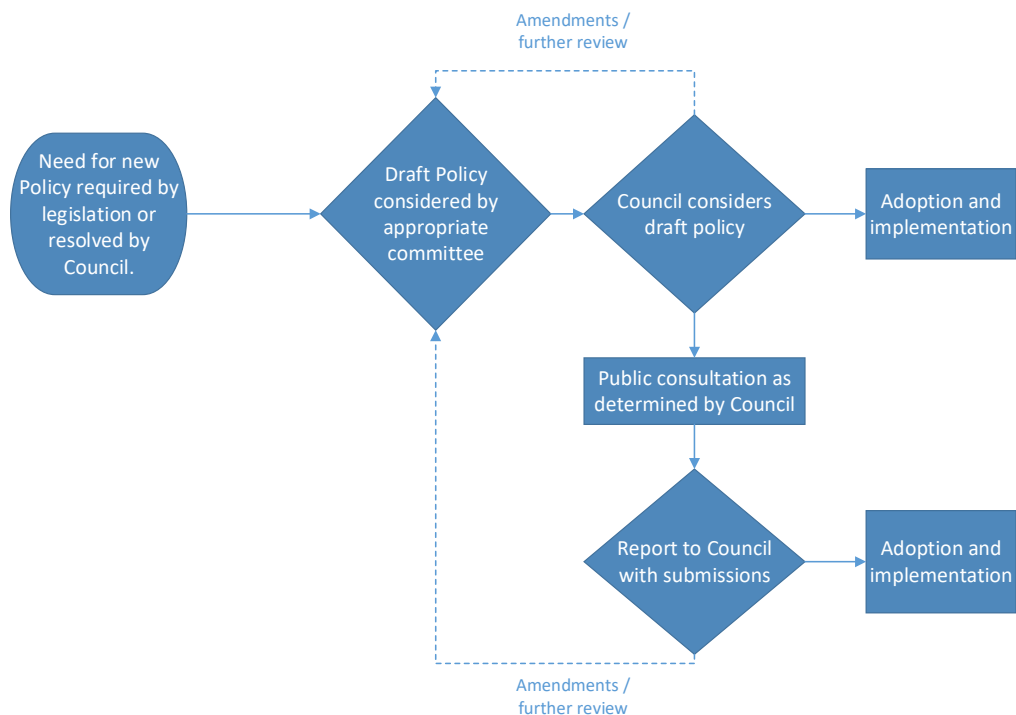 Amendments /
further review
Need for new
Policy required by
legislation or
resolved by
Council.
Draft Policy
considered by
appropriate
committee
Council considers
draft policy
Adoption and
implementation
Public consultation as
determined by Council
Report to Council
with submissions
Adoption and
implementation
Amendments /
further review